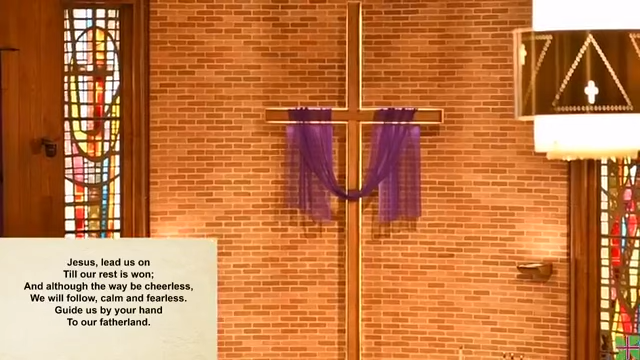 Jesus, lead us on
Till our rest is won;
And although the way be cheerless,
We will follow, calm and fearless.
Guide us by your hand
To our fatherland.